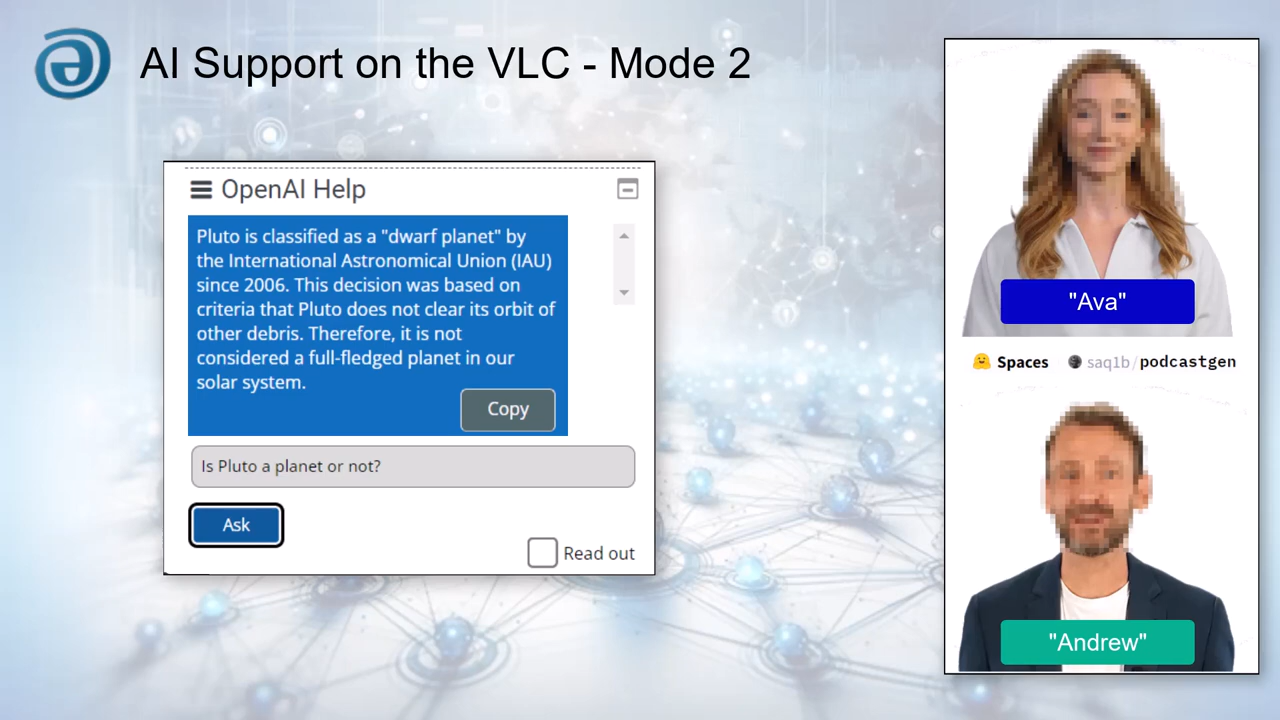 AI Support on the VLC - Mode 2
OpenAI Help
Pluto is classified as a "dwarf planet" by
the International Astronomical Union (IAU)
since 2006. This decision was based on
criteria that Pluto does not clear its orbit of
other debris. Therefore, it is not
considered a full-fledged planet in our
solar system.
Copy
Is Pluto a planet or not?
Ask
Read out
"Ava"
Spaces saq1b/podcastgen
"Andrew"